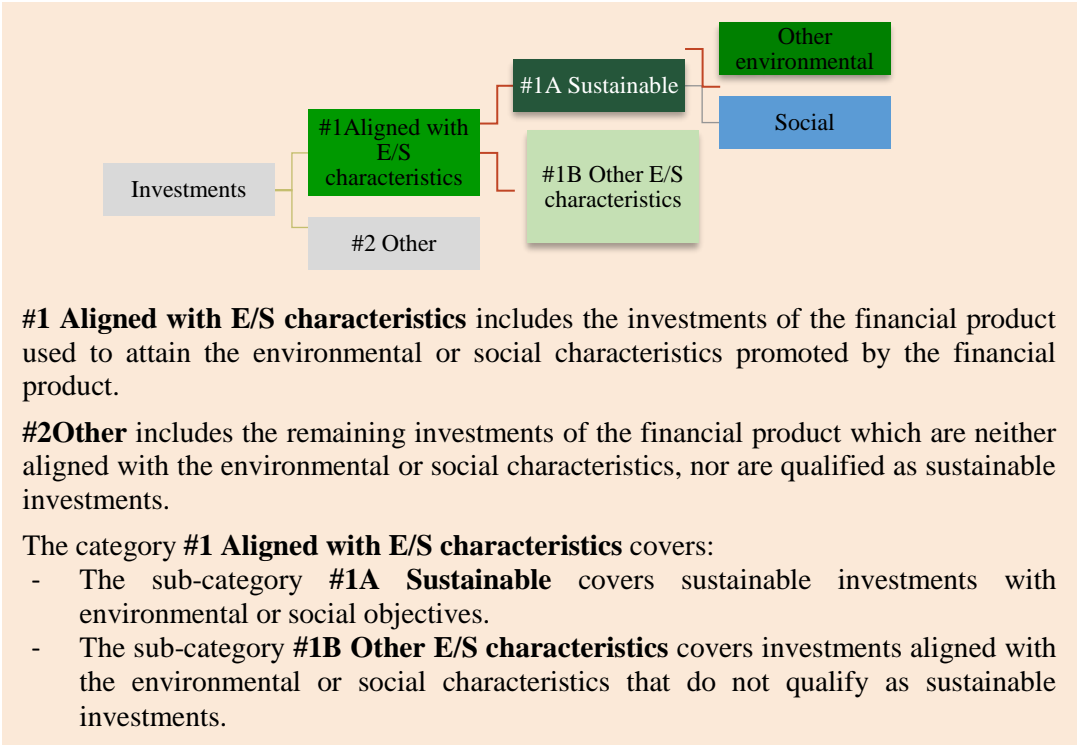 Other
environmental
#1A Sustainable
Social
#1Aligned with
E/S
characteristics
#1B Other E/S
characteristics
Investments
#2 Other
#1 Aligned with E/S characteristics includes the investments of the financial product
used to attain the environmental or social characteristics promoted by the financial
product.
#2Other includes the remaining investments of the financial product which are neither
aligned with the environmental or social characteristics, nor are qualified as sustainable
investments.
The category #1 Aligned with E/S characteristics covers:
- The sub-category #1A Sustainable covers sustainable investments with
environmental or social objectives.
- The sub-category #1B Other E/S characteristics covers investments aligned with
the environmental or social characteristics that do not qualify as sustainable
investments.